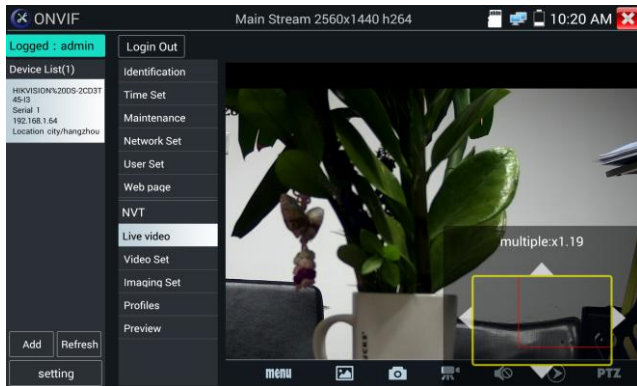 ONVIF
Main Stream 2560x1440 h264
10:20 AM
Logged : admin
Login Out
Device List(1)
HIKVISION%20DS-2CD3T
45-I3
Serial 1
192.168.1.64
Location city/hangzhou
Identification
Time Set
Maintenance
Network Set
User Set
Web page
NVT
Live video
Video Set
Imaging Set
Profiles
Preview
multiple:x1.19
Add
Refresh
setting
menu
PTZ